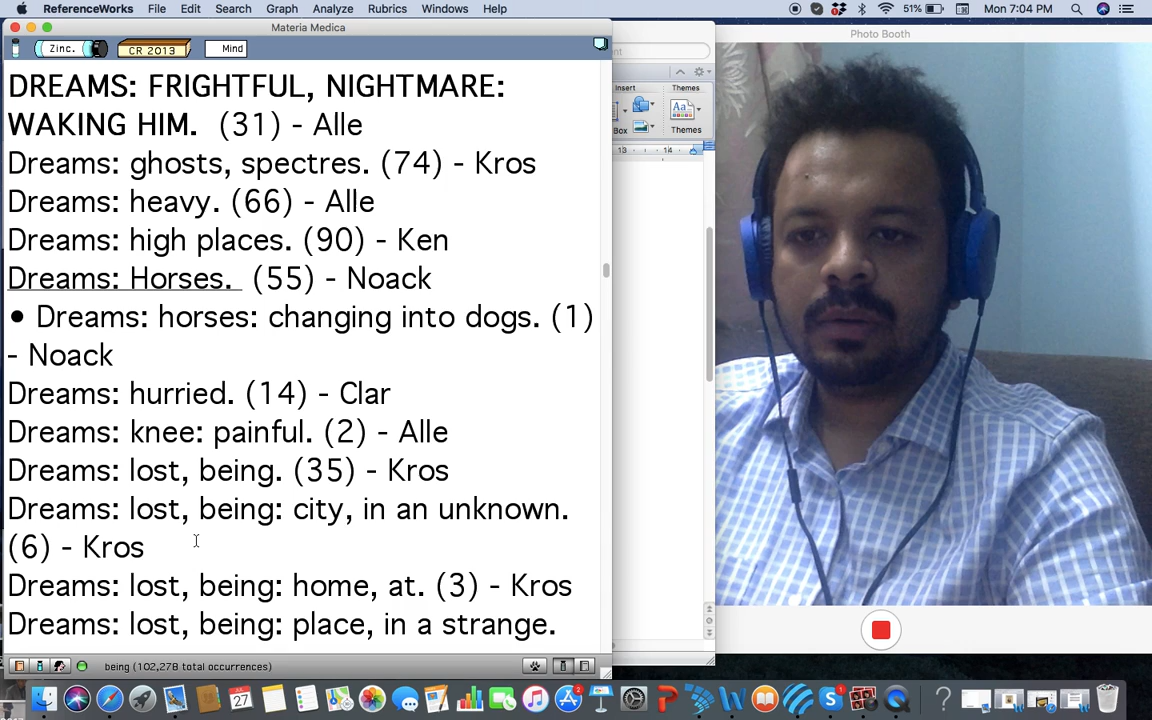 ReferenceWorks File Edit Search Graph Analyze Rubrics Windows Help 51% Mon 7:04 PM
Materia Medica
Photo Booth
Zinc. CR 2013 Mind
Insert Themes
Box Themes
13 14
DREAMS: FRIGHTFUL, NIGHTMARE:
WAKING HIM. (31) - Alle
Dreams: ghosts, spectres. (74) - Kros
Dreams: heavy. (66) - Alle
Dreams: high places. (90) - Ken
Dreams: Horses. (55) - Noack
• Dreams: horses: changing into dogs. (1)
- Noack
Dreams: hurried. (14) - Clar
Dreams: knee: painful. (2) - Alle
Dreams: lost, being. (35) - Kros
Dreams: lost, being: city, in an unknown.
(6) - Kros
Dreams: lost, being: home, at. (3) - Kros
Dreams: lost, being: place, in a strange.
being (102,278 total occurrences)
27